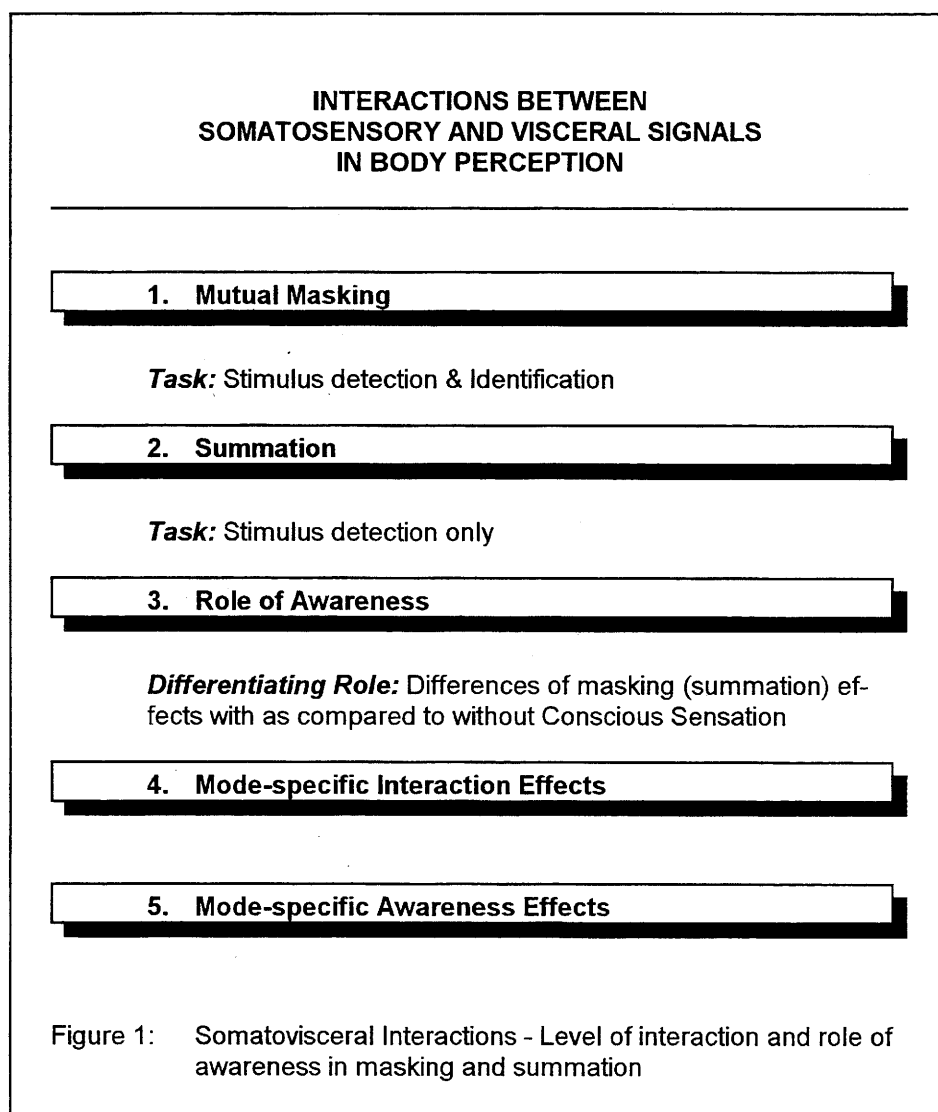 INTERACTIONS BETWEEN
SOMATOSENSORY AND VISCERAL SIGNALS
IN BODY PERCEPTION
1. Mutual Masking
Task: Stimulus detection & Identification
2. Summation
Task: Stimulus detection only
3. Role of Awareness
Differentiating Role: Differences of masking (summation) ef-
fects with as compared to without Conscious Sensation
4. Mode-specific Interaction Effects
5. Mode-specific Awareness Effects
Figure 1: Somatovisceral Interactions - Level of interaction and role of
awareness in masking and summation